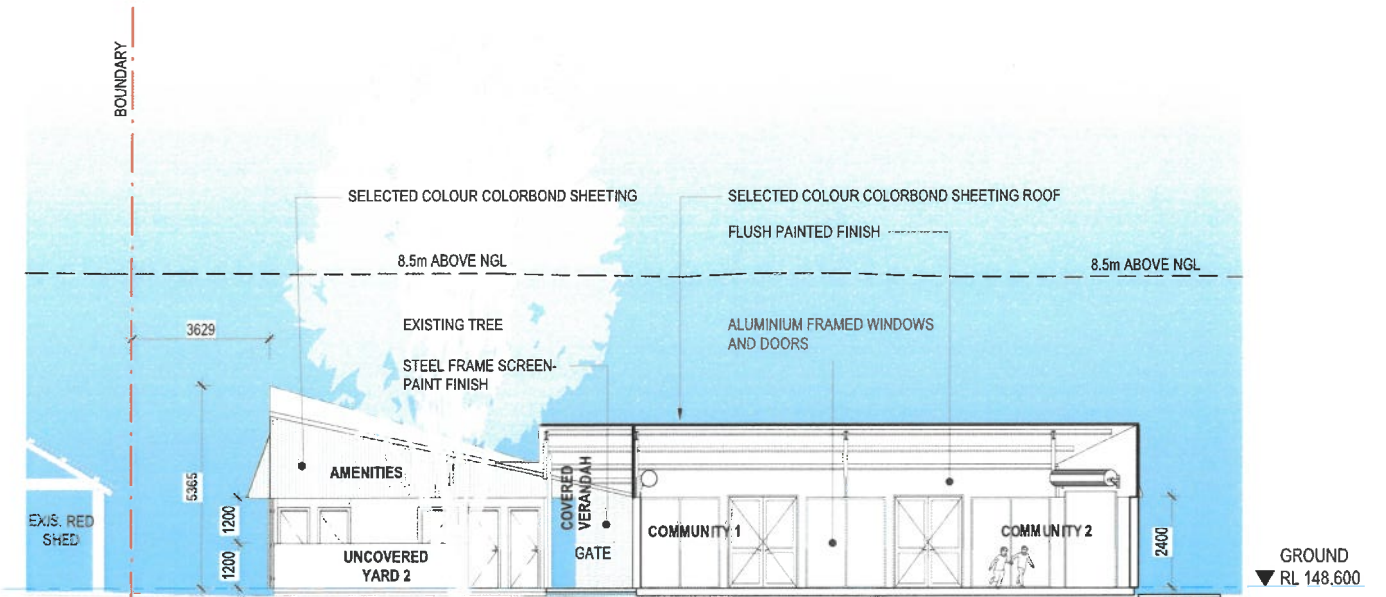 BOUNDARY
SELECTED COLOUR COLORBOND SHEETING
SELECTED COLOUR COLORBOND SHEETING ROOF
FLUSH PAINTED FINISH
8.5m ABOVE NGL
8.5m ABOVE NGL
3629
EXISTING TREE
ALUMINIUM FRAMED WINDOWS
AND DOORS
STEEL FRAME SCREEN-
PAINT FINISH
AMENITIES
5365
1200
1200
EXIS. RED
SHED
UNCOVERED
YARD 2
COVERED
VERANDAH
GATE
COMMUNITY 1
COMMUNITY 2
2400
GROUND
RL 148.600